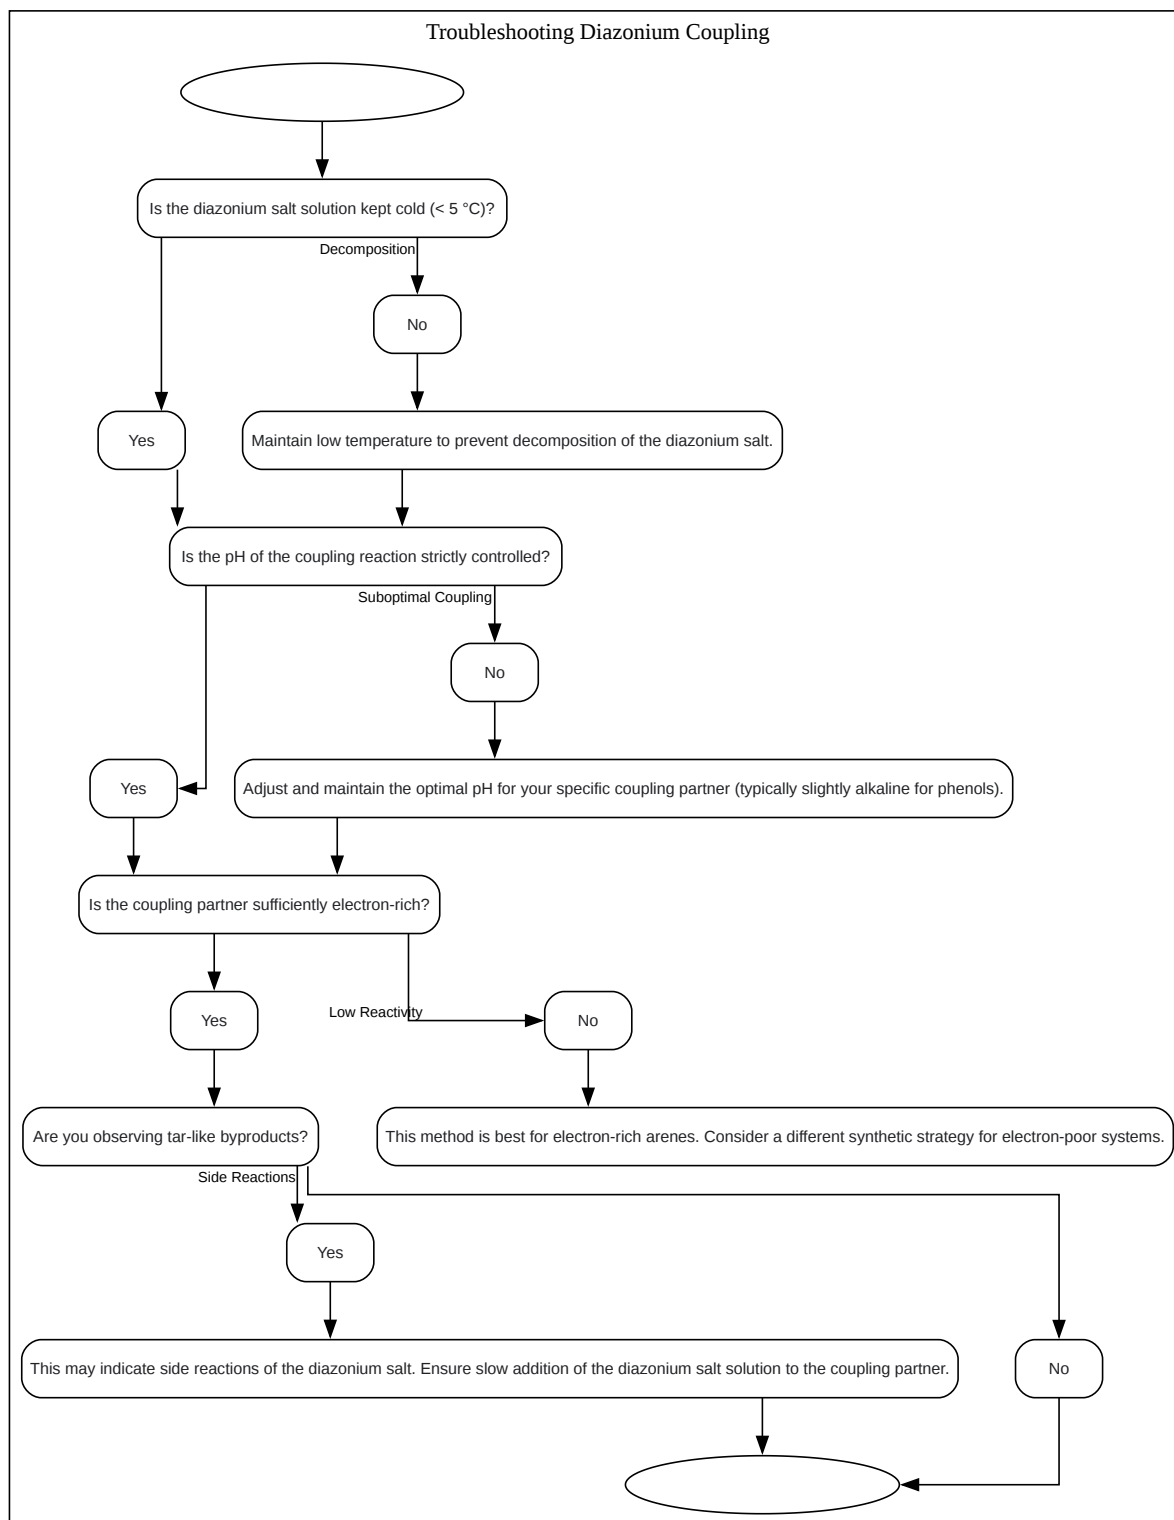 Troubleshooting Diazonium Coupling
Is the diazonium salt solution kept cold (< 5 °C)?
Decomposition
No
Yes
Maintain low temperature to prevent decomposition of the diazonium salt.
Is the pH of the coupling reaction strictly controlled?
Suboptimal Coupling
No
Yes
Adjust and maintain the optimal pH for your specific coupling partner (typically slightly alkaline for phenols).
Is the coupling partner sufficiently electron-rich?
Yes
Low Reactivity
No
Are you observing tar-like byproducts?
This method is best for electron-rich arenes. Consider a different synthetic strategy for electron-poor systems.
Side Reactions
Yes
This may indicate side reactions of the diazonium salt. Ensure slow addition of the diazonium salt solution to the coupling partner.
No